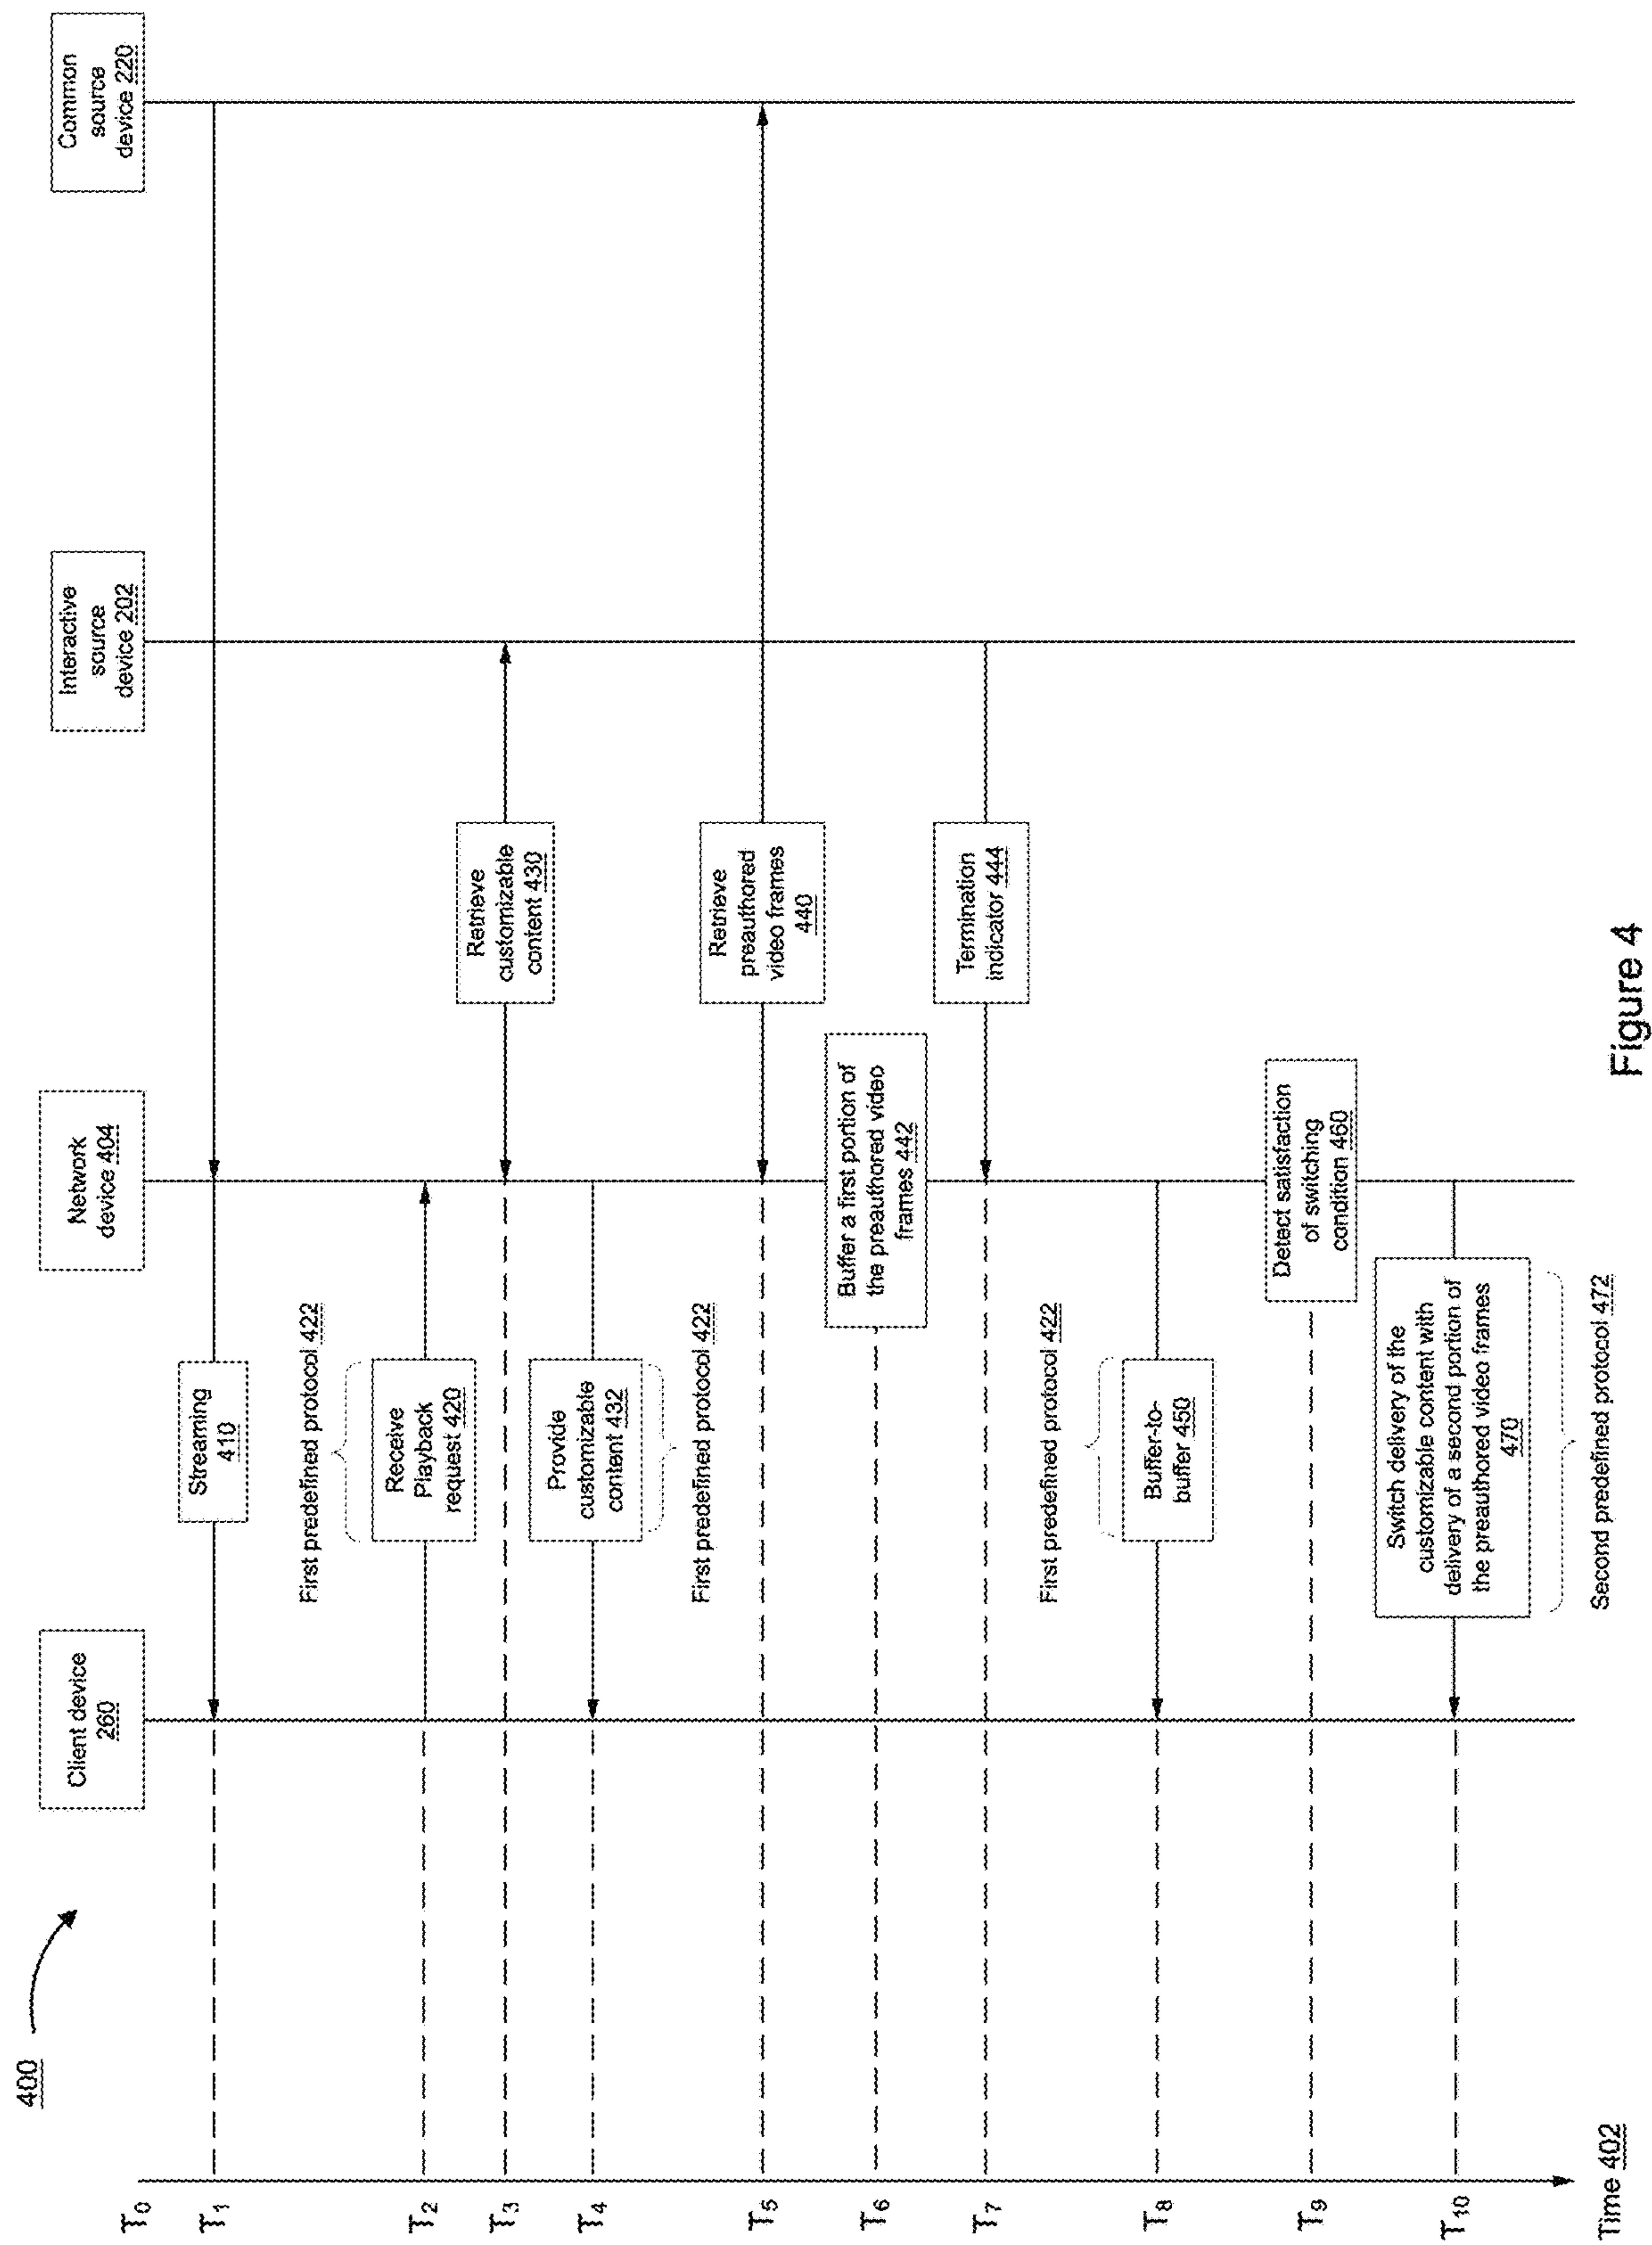 400
Client device
260
Network
device 404
Interactive
source
device 202
Common
source
device 220
T0
T1
Streaming
410
First predefined protocol 422
T2
Receive
Playback
request 420
T3
Retrieve
customizable
content 430
T4
Provide
customizable
content 432
First predefined protocol 422
T5
Retrieve
preauthored
video frames
440
T6
Buffer a first portion of
the preauthored video
frames 442
T7
Termination
indicator 444
First predefined protocol 422
T8
Buffer-to-
buffer 450
T9
Detect satisfaction
of switching
condition 460
T10
Switch delivery of the
customizable content with
delivery of a second portion of
the preauthored video frames
470
Second predefined protocol 472
Time 402
Figure 4